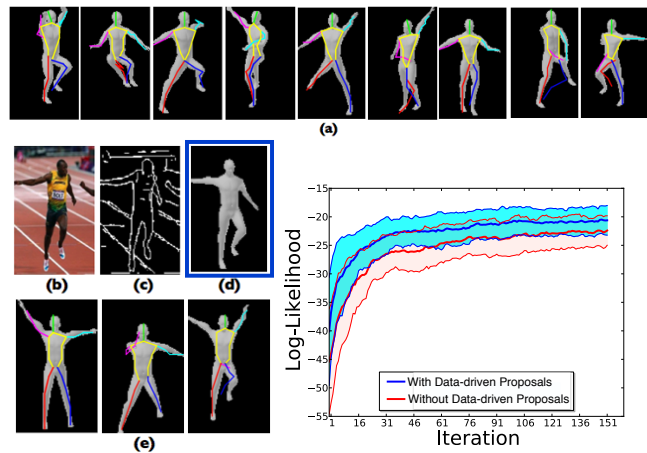 (a)
(b)
(c)
(d)
(e)
Log-Likelihood
−15
−20
−25
−30
−35
−40
−45
−50
−55
With Data-driven Proposals
Without Data-driven Proposals
1 16 31 46 61 76 91 106 121 136 151
Iteration